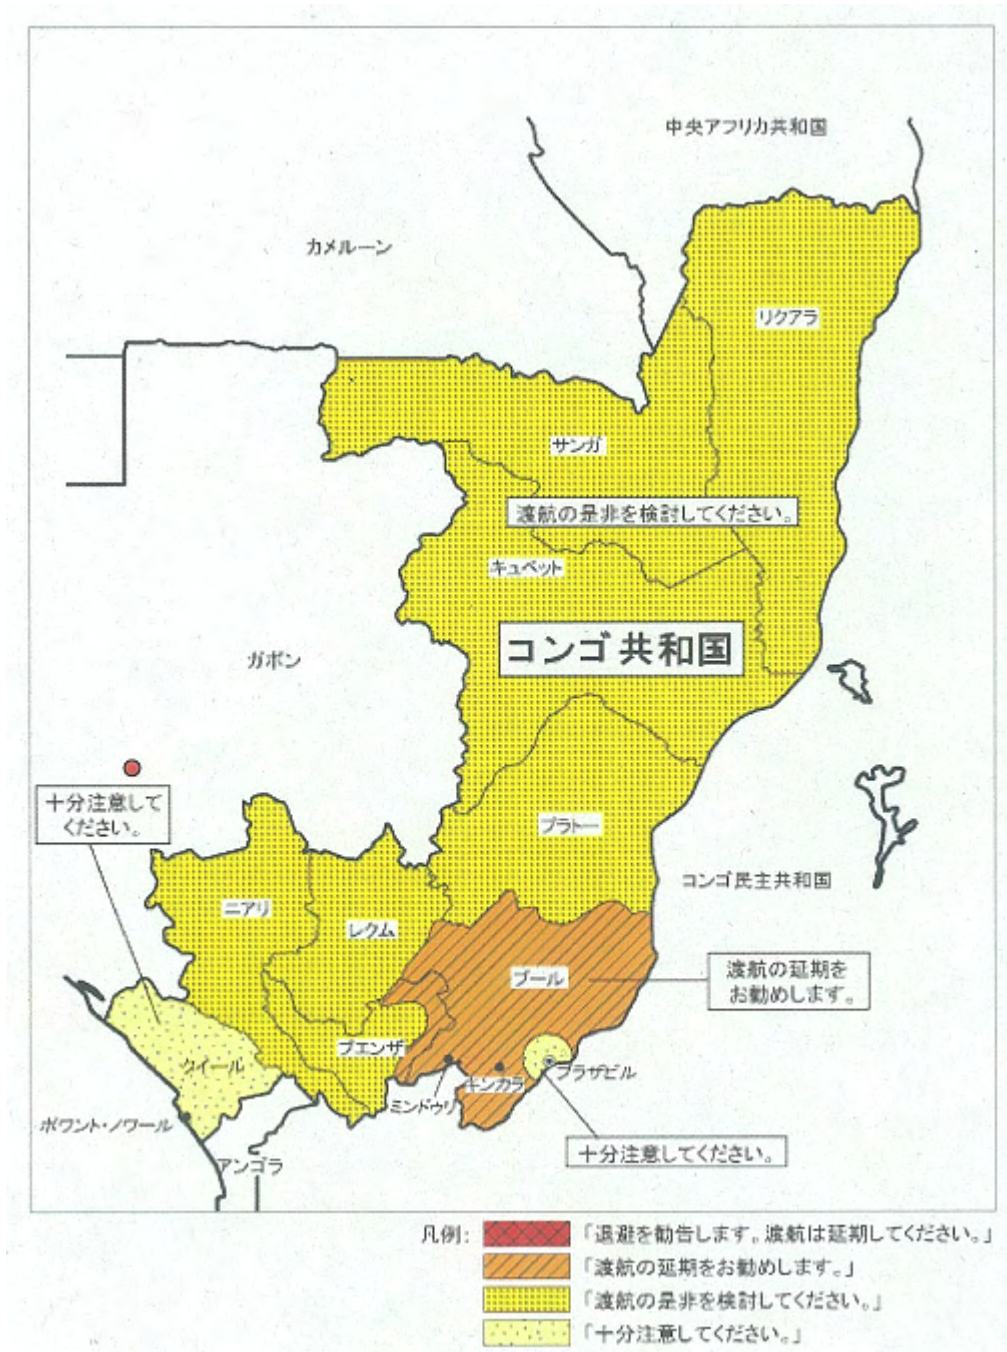 中央アフリカ共和国
カメルーン
リクアラ
サンガ
渡航の是非を検討してください。
キュベット
コンゴ共和国
ガボン
十分注意して
ください。
プラトー
コンゴ民主共和国
ニアリ
レクム
プール
渡航の延期を
お勧めします。
ブエンザ
クイール
キンカラ
ブラザビル
ミンドゥリ
ポワント・ノワール
十分注意してください。
アンゴラ
凡例：
「退避を勧告します。渡航は延期してください。」
「渡航の延期をお勧めします。」
「渡航の是非を検討してください。」
「十分注意してください。」